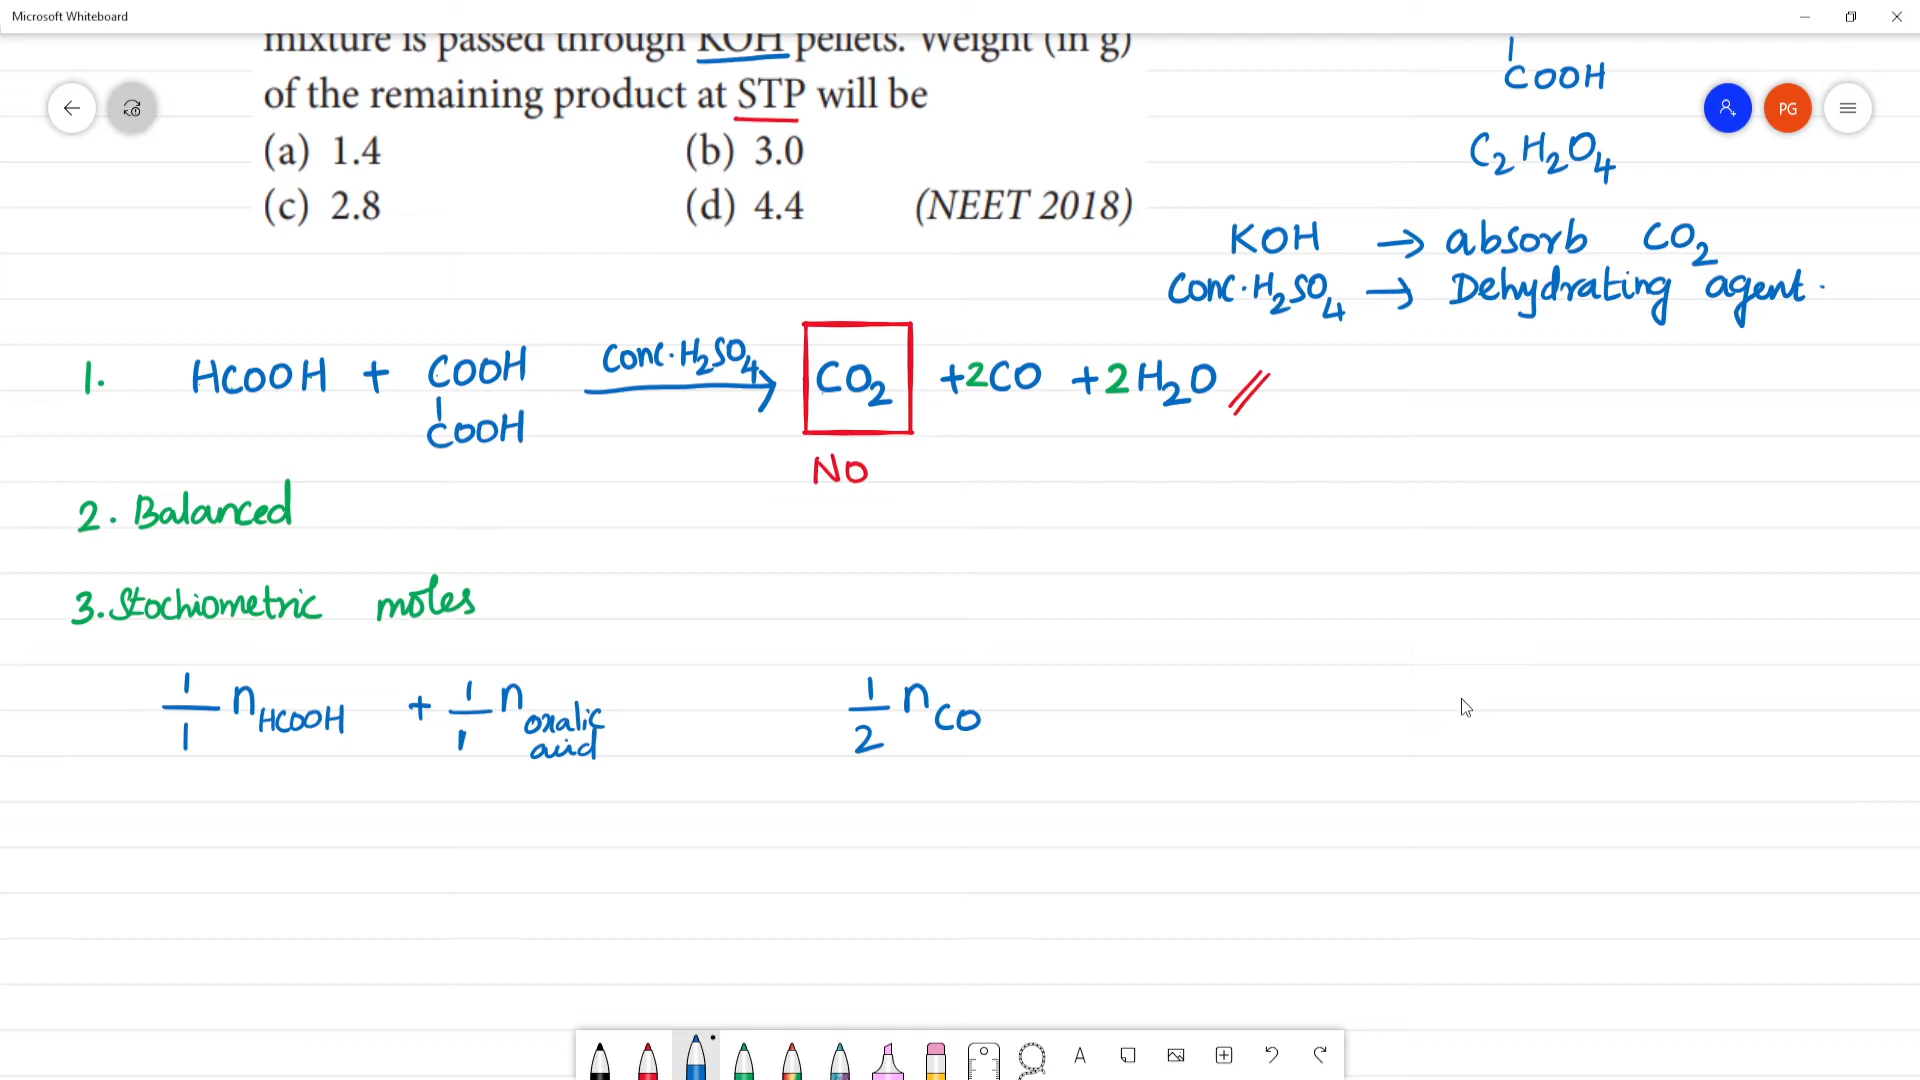 Microsoft Whiteboard
mixture is passed through KOH pellets. Weight (in g)
of the remaining product at STP will be
(a) 1.4 (b) 3.0
(c) 2.8 (d) 4.4 (NEET 2018)
COOH
PG
C2H2O4
KOH → absorb CO2
Conc. H2SO4 → Dehydrating agent.
1. HCOOH + COOH Conc. H2SO4 → CO2 + 2CO + 2H2O //
COOH
NO
2. Balanced
3. Stochiometric moles
1/1 n HCOOH + 1/1 n oxalic acid 1/2 n CO
A